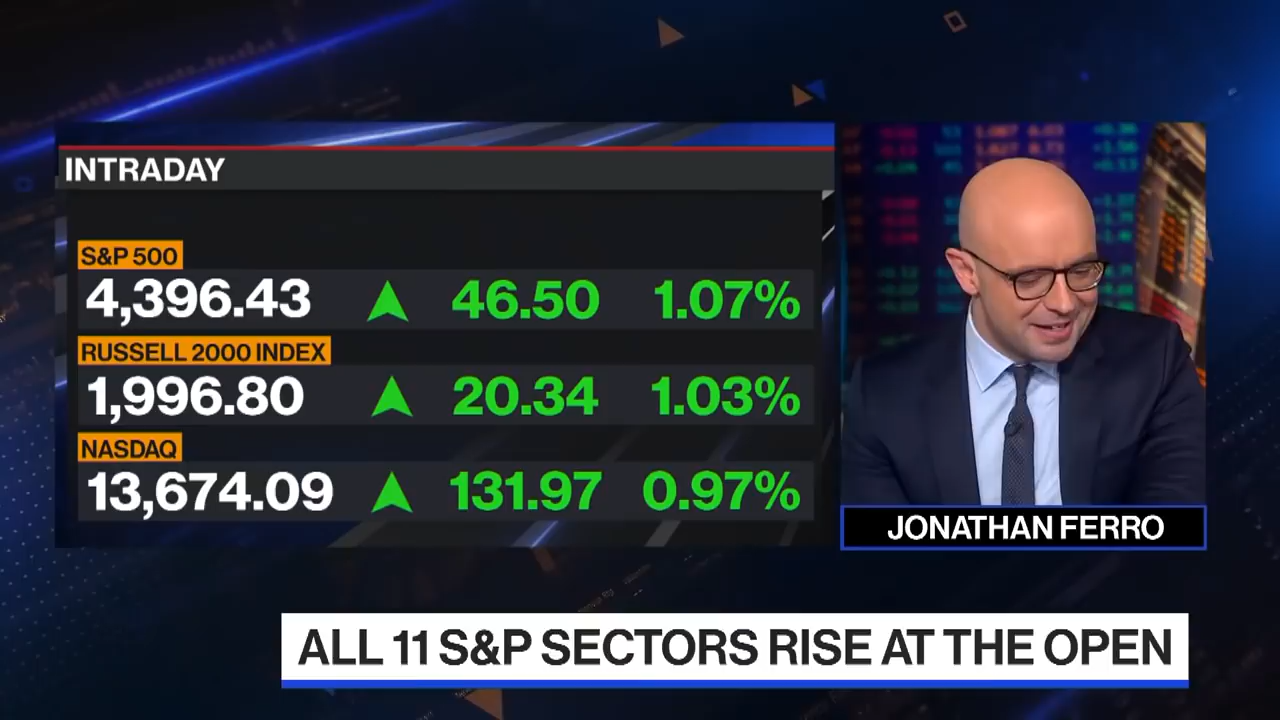 INTRADAY
S&P 500
4,396.43 ▲ 46.50 1.07%
RUSSELL 2000 INDEX
1,996.80 ▲ 20.34 1.03%
NASDAQ
13,674.09 ▲ 131.97 0.97%
JONATHAN FERRO
ALL 11 S&P SECTORS RISE AT THE OPEN